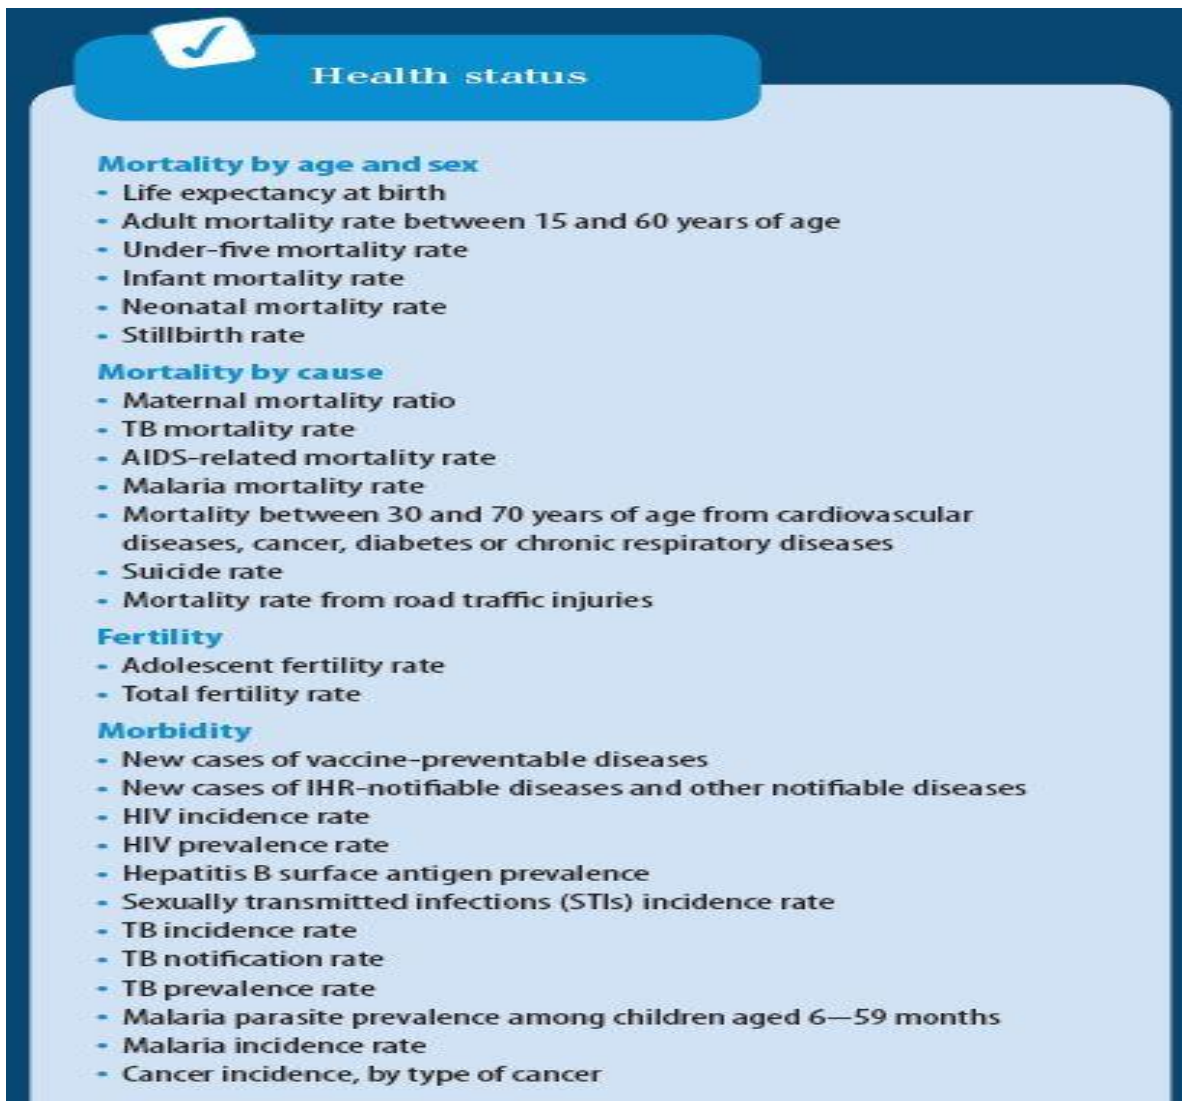 Health status
Mortality by age and sex
• Life expectancy at birth
• Adult mortality rate between 15 and 60 years of age
• Under-five mortality rate
• Infant mortality rate
• Neonatal mortality rate
• Stillbirth rate
Mortality by cause
• Maternal mortality ratio
• TB mortality rate
• AIDS-related mortality rate
• Malaria mortality rate
• Mortality between 30 and 70 years of age from cardiovascular
diseases, cancer, diabetes or chronic respiratory diseases
• Suicide rate
• Mortality rate from road traffic injuries
Fertility
• Adolescent fertility rate
• Total fertility rate
Morbidity
• New cases of vaccine-preventable diseases
• New cases of IHR-notifiable diseases and other notifiable diseases
• HIV incidence rate
• HIV prevalence rate
• Hepatitis B surface antigen prevalence
• Sexually transmitted infections (STIs) incidence rate
• TB incidence rate
• TB notification rate
• TB prevalence rate
• Malaria parasite prevalence among children aged 6—59 months
• Malaria incidence rate
• Cancer incidence, by type of cancer